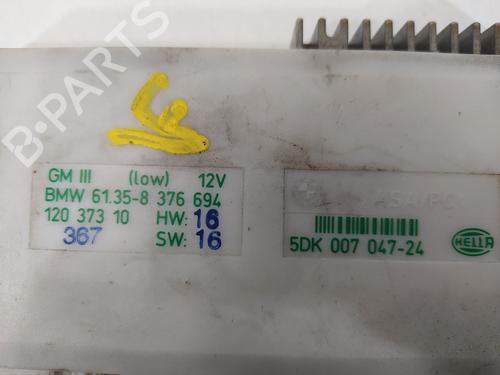 B-PARTS
GM III (low) 12V
BMW 61.35-8 376 694
120 373 10 HW: 16
367 SW: 16
5DK 007 047-24
HELLA